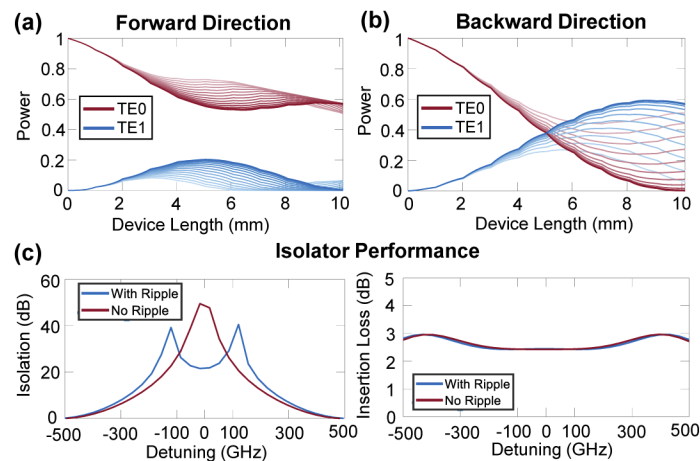 (a) Forward Direction
1
0.8
0.6
0.4
0.2
0
Power
TE0
TE1
0 2 4 6 8 10
Device Length (mm)
(b) Backward Direction
1
0.8
0.6
0.4
0.2
0
Power
TE0
TE1
0 2 4 6 8 10
Device Length (mm)
(c) Isolator Performance
60
40
20
0
Isolation (dB)
With Ripple
No Ripple
-500 -300 -100 0 100 300 500
Detuning (GHz)
5
4
3
2
1
0
Insertion Loss (dB)
With Ripple
No Ripple
-500 -300 -100 0 100 300 500
Detuning (GHz)